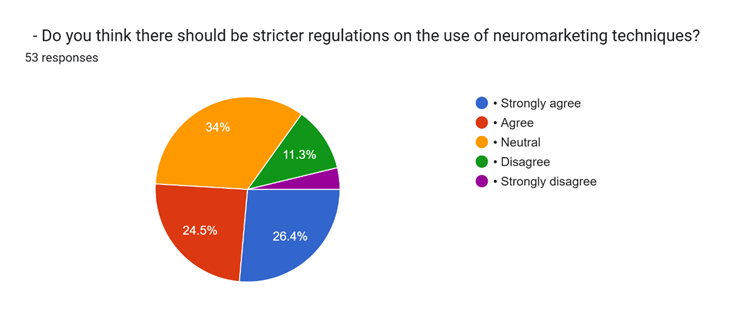 - Do you think there should be stricter regulations on the use of neuromarketing techniques?
53 responses
34%
11.3%
24.5%
26.4%
• Strongly agree
• Agree
• Neutral
• Disagree
• Strongly disagree